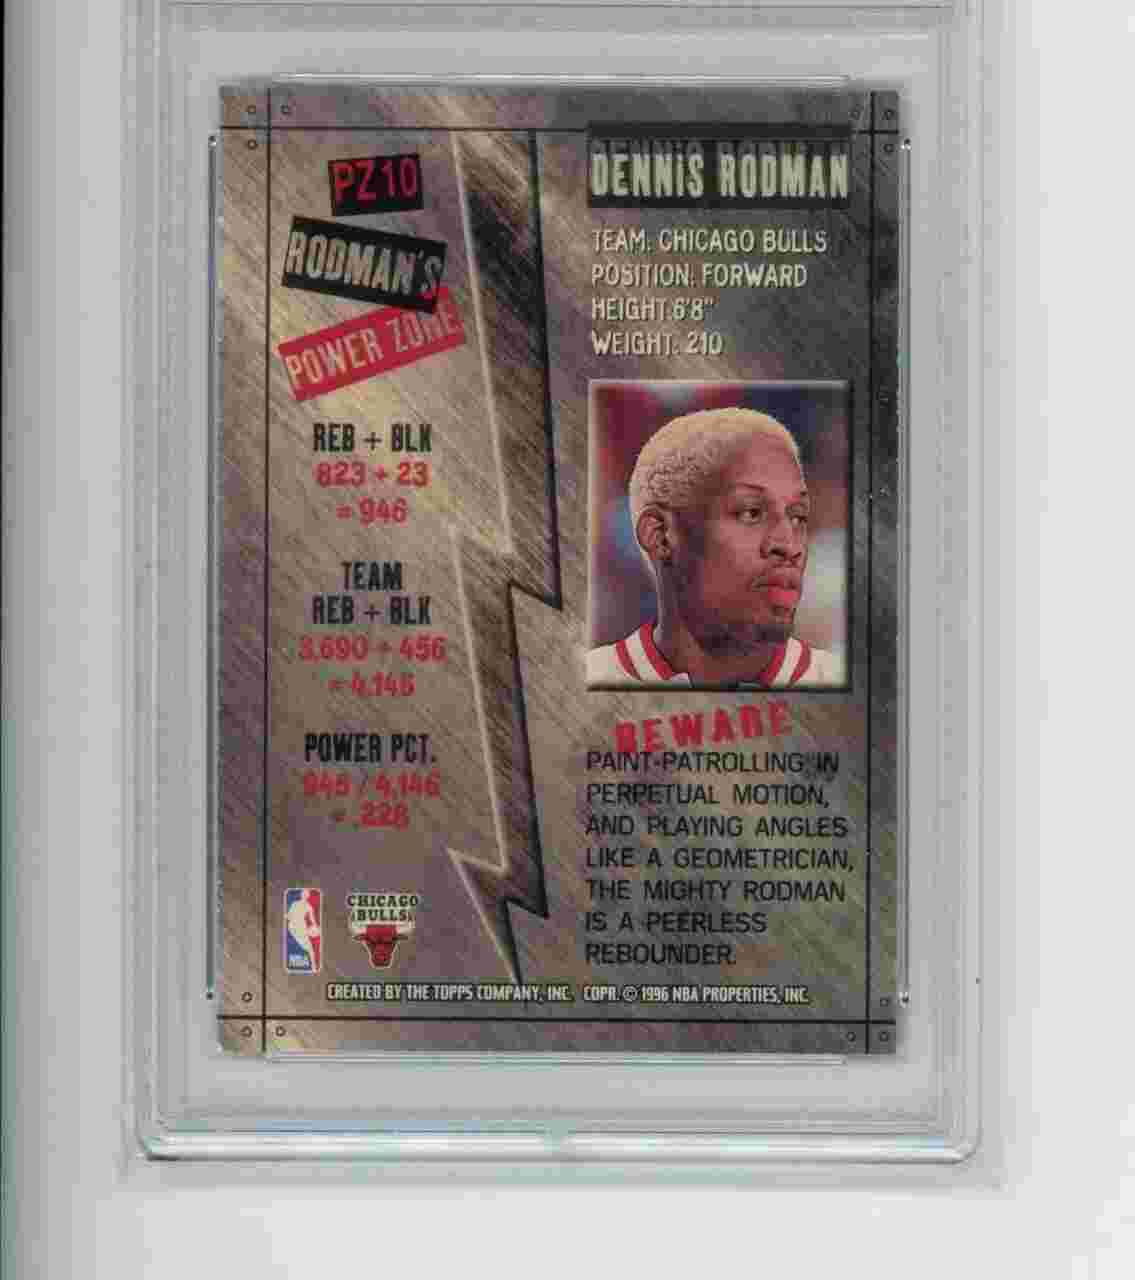 PZ10
RODMAN'S
POWER ZONE
REB + BLK
823 + 23
= 946
TEAM
REB + BLK
3,690 + 456
= 4,146
POWER PCT.
946 / 4,146
= .228
NBA
CHICAGO
BULLS
DENNiS RODMAN
TEAM: CHICAGO BULLS
POSITION: FORWARD
HEIGHT:6'8"
WEIGHT: 210
BEWARE
PAINT-PATROLLING IN
PERPETUAL MOTION,
AND PLAYING ANGLES
LIKE A GEOMETRICIAN,
THE MIGHTY RODMAN
IS A PEERLESS
REBOUNDER.
CREATED BY THE TOPPS COMPANY, INC. COPR. © 1996 NBA PROPERTIES, INC.